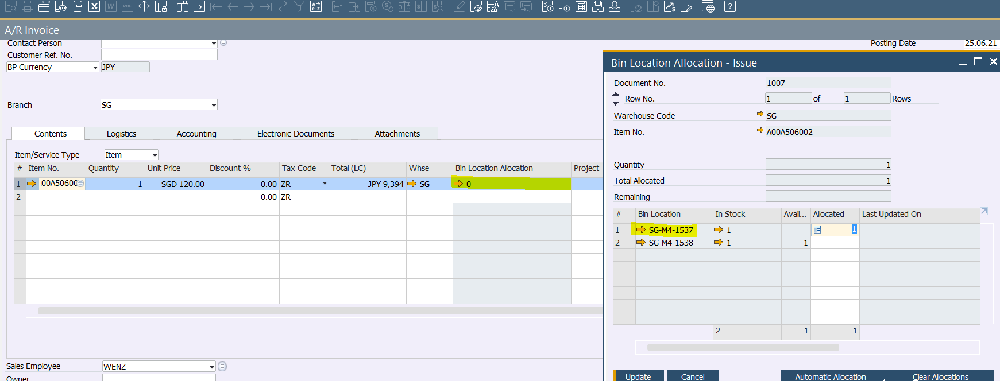 A/R Invoice
Contact Person
Posting Date 25.06.21
Customer Ref. No.
BP Currency JPY
Branch SG
Contents Logistics Accounting Electronic Documents Attachments
Item/Service Type Item
# Item No. Quantity Unit Price Discount % Tax Code Total (LC) Whse Bin Location Allocation Project
1 00A50600 1 SGD 120.00 0.00 ZR JPY 9,394 SG 0
2 0.00 ZR
Sales Employee WENZ
Owner
Bin Location Allocation - Issue
Document No. 1007
Row No. 1 of 1 Rows
Warehouse Code SG
Item No. A00A506002
Quantity 1
Total Allocated 1
Remaining
# Bin Location In Stock Avail... Allocated Last Updated On
1 SG-M4-1537 1 1
2 SG-M4-1538 1 1
2 1 1
Update Cancel Automatic Allocation Clear Allocations